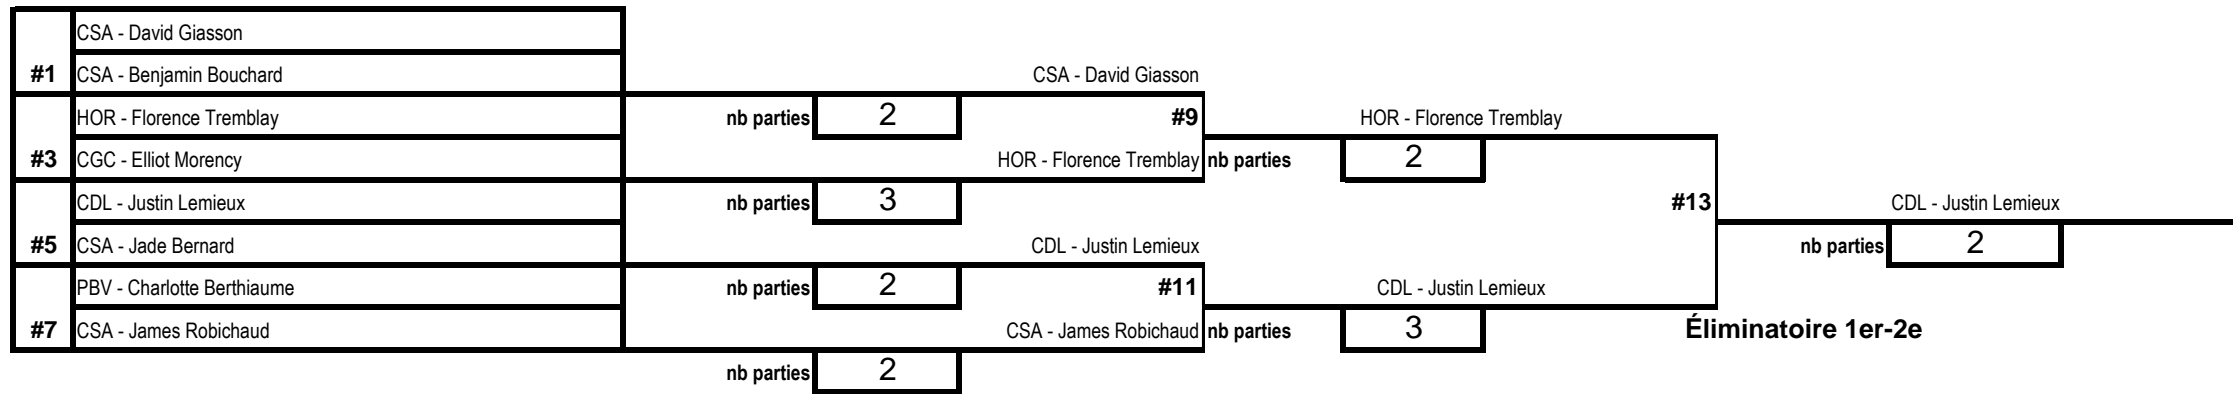 CSA - David Giasson
#1 CSA - Benjamin Bouchard CSA - David Giasson
HOR - Florence Tremblay nb parties 2 #9 HOR - Florence Tremblay
#3 CGC - Elliot Morency HOR - Florence Tremblay nb parties 2
CDL - Justin Lemieux nb parties 3 #13 CDL - Justin Lemieux
#5 CSA - Jade Bernard CDL - Justin Lemieux nb parties 2
PBV - Charlotte Berthiaume nb parties 2 #11 CDL - Justin Lemieux
#7 CSA - James Robichaud CSA - James Robichaud nb parties 3 Éliminatoire 1er-2e
nb parties 2